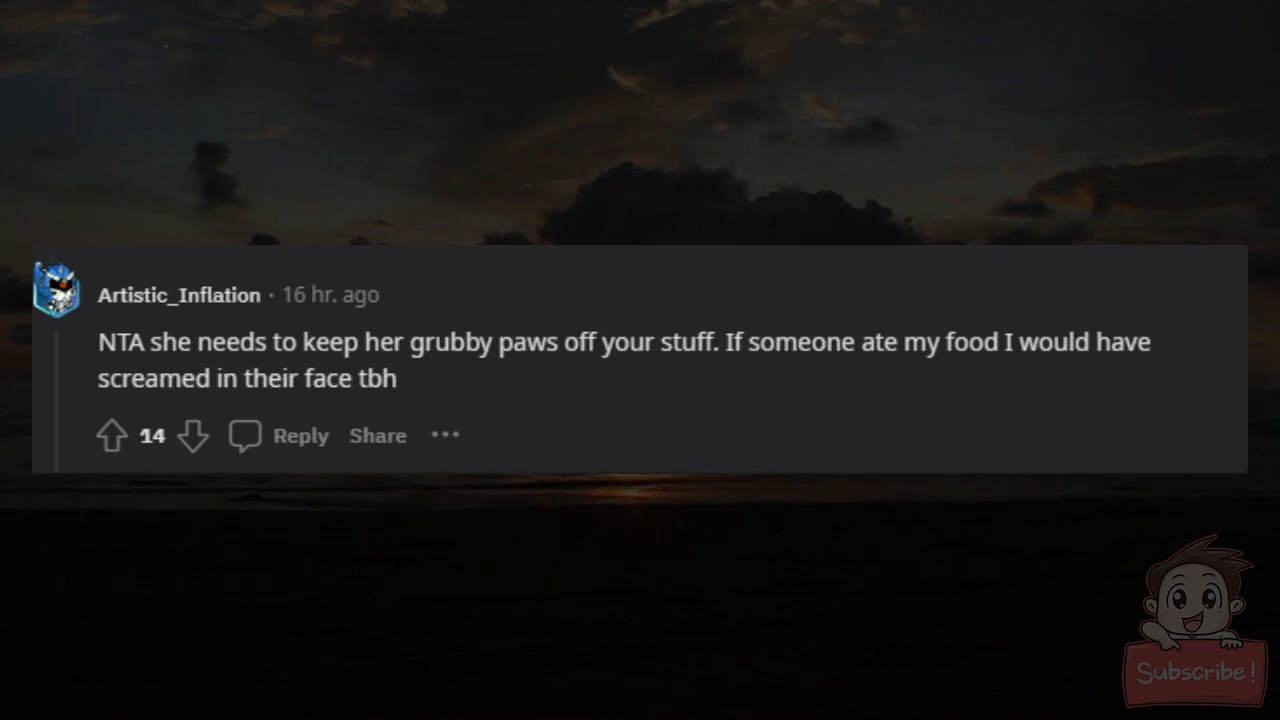 Artistic_Inflation · 16 hr. ago
NTA she needs to keep her grubby paws off your stuff. If someone ate my food I would have
screamed in their face tbh
14 Reply Share ···
Subscribe!